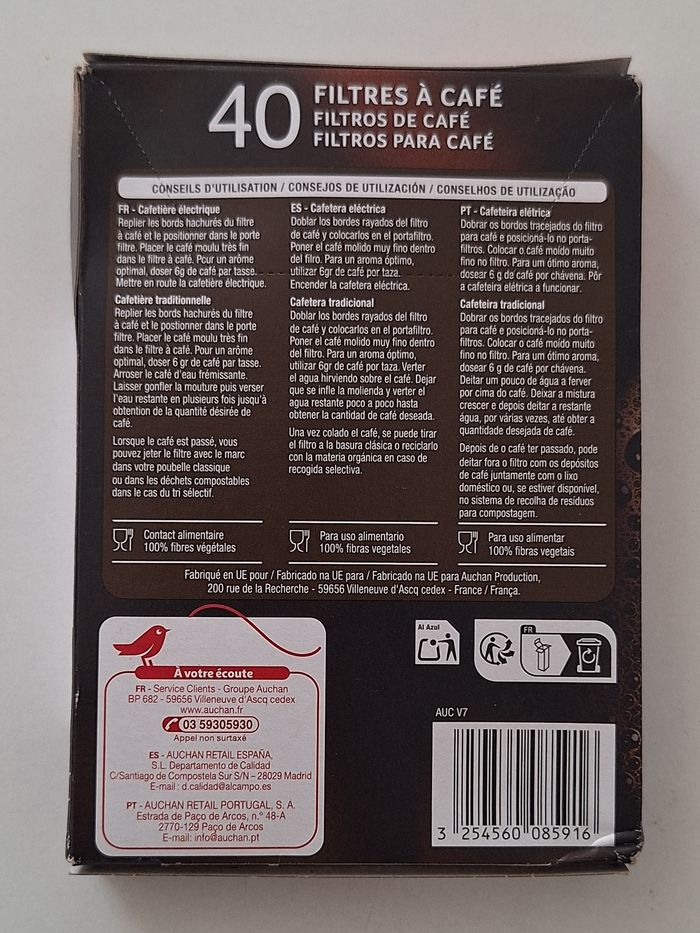 40
FILTRES À CAFÉ
FILTROS DE CAFÉ
FILTROS PARA CAFÉ
CONSEILS D'UTILISATION / CONSEJOS DE UTILIZACIÓN / CONSELHOS DE UTILIZAÇÃO
FR - Cafetière électrique
Replier les bords hachurés du filtre
à café et le positionner dans le porte
filtre. Placer le café moulu très fin
dans le filtre à café. Pour un arôme
optimal, doser 6g de café par tasse.
Mettre en route la cafetière électrique.
Cafetière traditionnelle
Replier les bords hachurés du filtre
à café et le positionner dans le porte
filtre. Placer le café moulu très fin
dans le filtre à café. Pour un arôme
optimal, doser 6 gr de café par tasse.
Arroser le café d'eau frémissante.
Laisser gonfler la mouture puis verser
l'eau restante en plusieurs fois jusqu'à
obtention de la quantité désirée de
café.
Lorsque le café est passé, vous
pouvez jeter le filtre avec le marc
dans votre poubelle classique
ou dans les déchets compostables
dans le cas du tri sélectif.
ES - Cafetera eléctrica
Doblar los bordes rayados del filtro
de café y colocarlos en el portafiltro.
Poner el café molido muy fino dentro
del filro. Para un aroma óptimo,
utilizar 6gr de café por taza.
Encender la cafetera eléctrica.
Cafetera tradicional
Doblar los bordes rayados del filtro
de café y colocarlos en el portafiltro.
Poner el café molido muy fino dentro
del filtro. Para un aroma óptimo,
utilizar 6gr de café por taza. Verter
el agua hirviendo sobre el café. Dejar
que se infle la molienda y verter el
agua restante poco a poco hasta
obtener la cantidad de café deseada.
Una vez colado el café, se puede tirar
el filtro a la basura clásica o reciclarlo
con la materia orgánica en caso de
recogida selectiva.
PT - Cafeteira elétrica
Dobrar os bordos tracejados do filtro
para café e posicioná-lo no porta-
filtros. Colocar o café moído muito
fino no filtro. Para um ótimo aroma,
dosear 6 g de café por chávena. Pôr
a cafeteira elétrica a funcionar.
Cafeteira tradicional
Dobrar os bordos tracejados do filtro
para café e posicioná-lo no porta-
filtros. Colocar o café moído muito
fino no filtro. Para um ótimo aroma,
dosear 6 g de café por chávena.
Deitar um pouco de água a ferver
por cima do café. Deixar a mistura
crescer e depois deitar a restante
água, por várias vezes, até obter a
quantidade desejada de café.
Depois de o café ter passado, pode
deitar fora o filtro com os depósitos
de café juntamente com o lixo
doméstico ou, se estiver disponível,
no sistema de recolha de resíduos
para compostagem.
Contact alimentaire
100% fibres végétales
Para uso alimentario
100% fibras vegetales
Para uso alimentar
100% fibras vegetais
Fabriqué en UE pour / Fabricado na UE para / Fabricado na UE para Auchan Production,
200 rue de la Recherche - 59656 Villeneuve d'Ascq cedex - France / França.
À votre écoute
FR - Service Clients - Groupe Auchan
BP 682 - 59656 Villeneuve d'Ascq cedex
www.auchan.fr
03 59305930
Appel non surtaxé
ES - AUCHAN RETAIL ESPAÑA,
S.L. Departamento de Calidad
C/Santiago de Compostela Sur S/N – 28029 Madrid
E-mail : d.calidad@alcampo.es
PT - AUCHAN RETAIL PORTUGAL, S. A.
Estrada de Paço de Arcos, n.º 48-A
2770-129 Paço de Arcos
E-mail: info@auchan.pt
Al Azul
FR
AUC V7
3 254560 085916